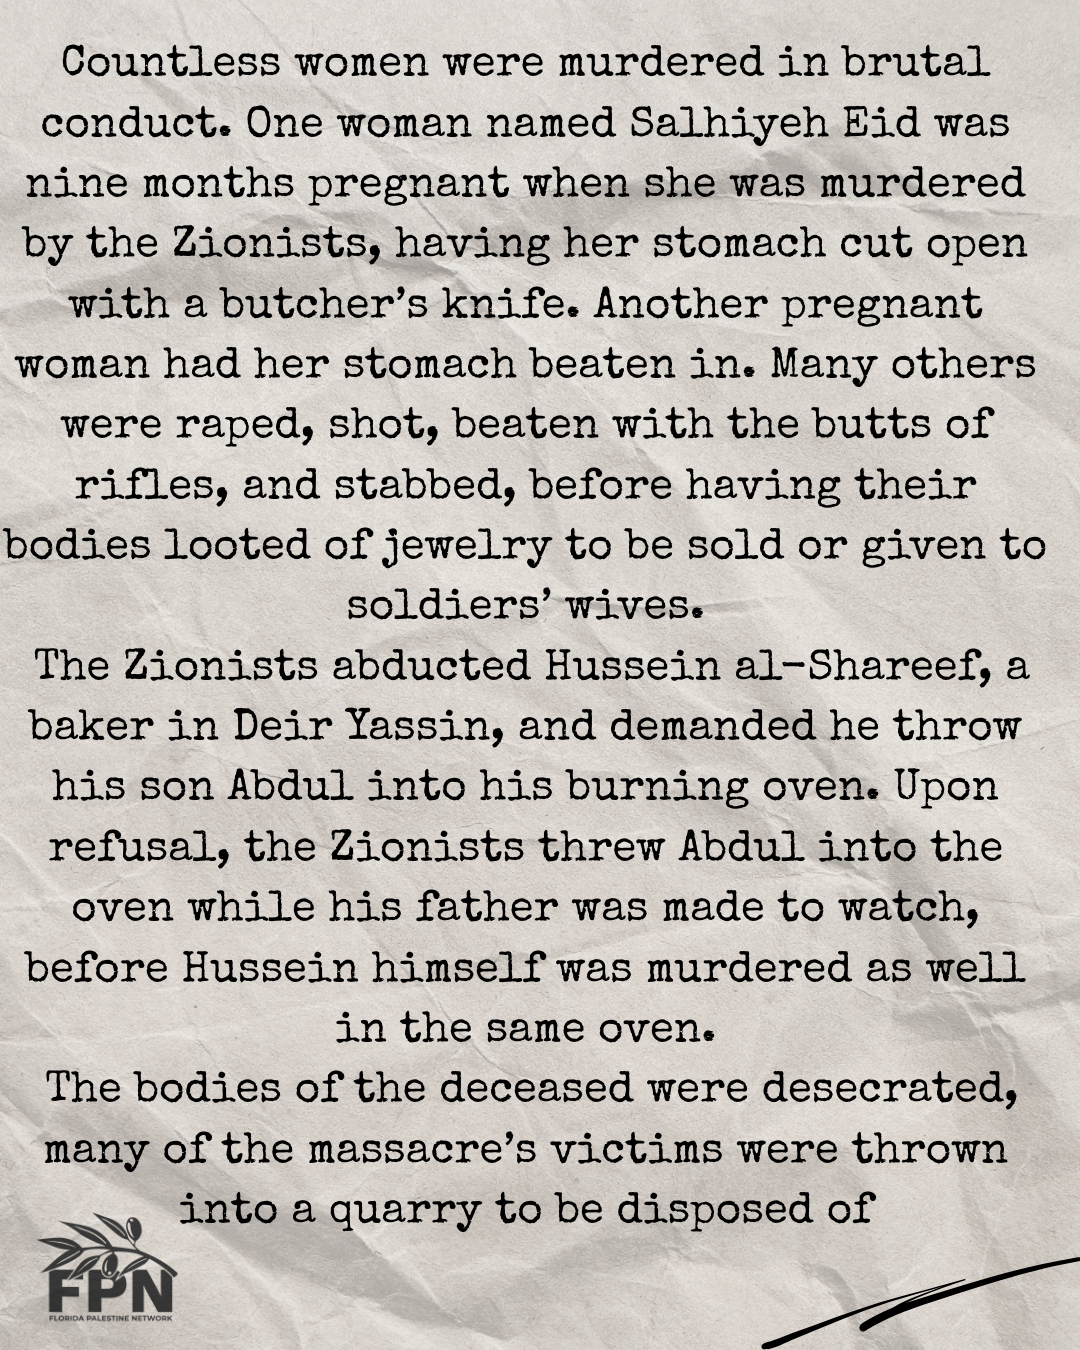 Countless women were murdered in brutal
conduct. One woman named Salhiyeh Eid was
nine months pregnant when she was murdered
by the Zionists, having her stomach cut open
with a butcher’s knife. Another pregnant
woman had her stomach beaten in. Many others
were raped, shot, beaten with the butts of
rifles, and stabbed, before having their
bodies looted of jewelry to be sold or given to
soldiers’ wives.
The Zionists abducted Hussein al-Shareef, a
baker in Deir Yassin, and demanded he throw
his son Abdul into his burning oven. Upon
refusal, the Zionists threw Abdul into the
oven while his father was made to watch,
before Hussein himself was murdered as well
in the same oven.
The bodies of the deceased were desecrated,
many of the massacre’s victims were thrown
into a quarry to be disposed of
FPN
FLORIDA PALESTINE NETWORK